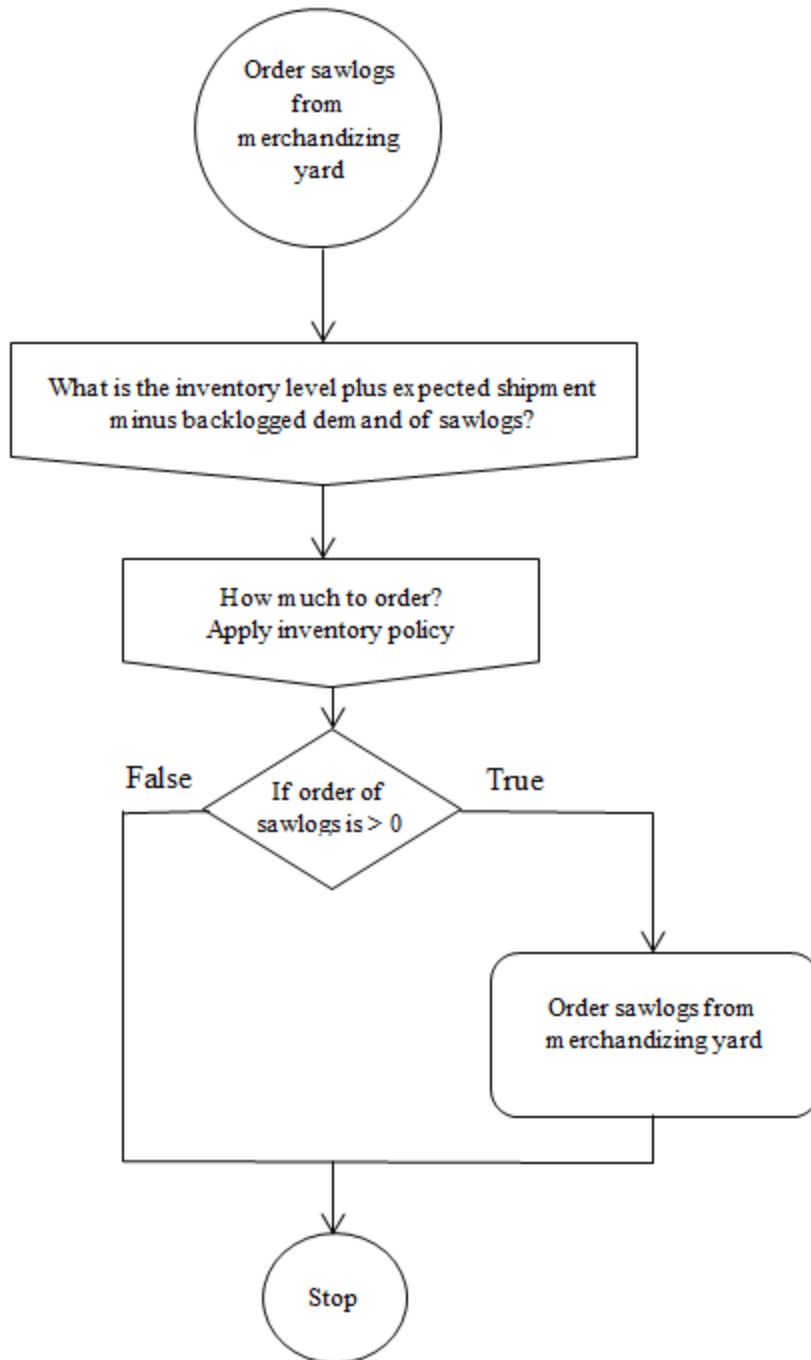 Order sawlogs
from
merchandizing
yard
What is the inventory level plus expected shipment
minus backlogged demand of sawlogs?
How much to order?
Apply inventory policy
False
True
If order of
sawlogs is > 0
Order sawlogs from
merchandizing yard
Stop